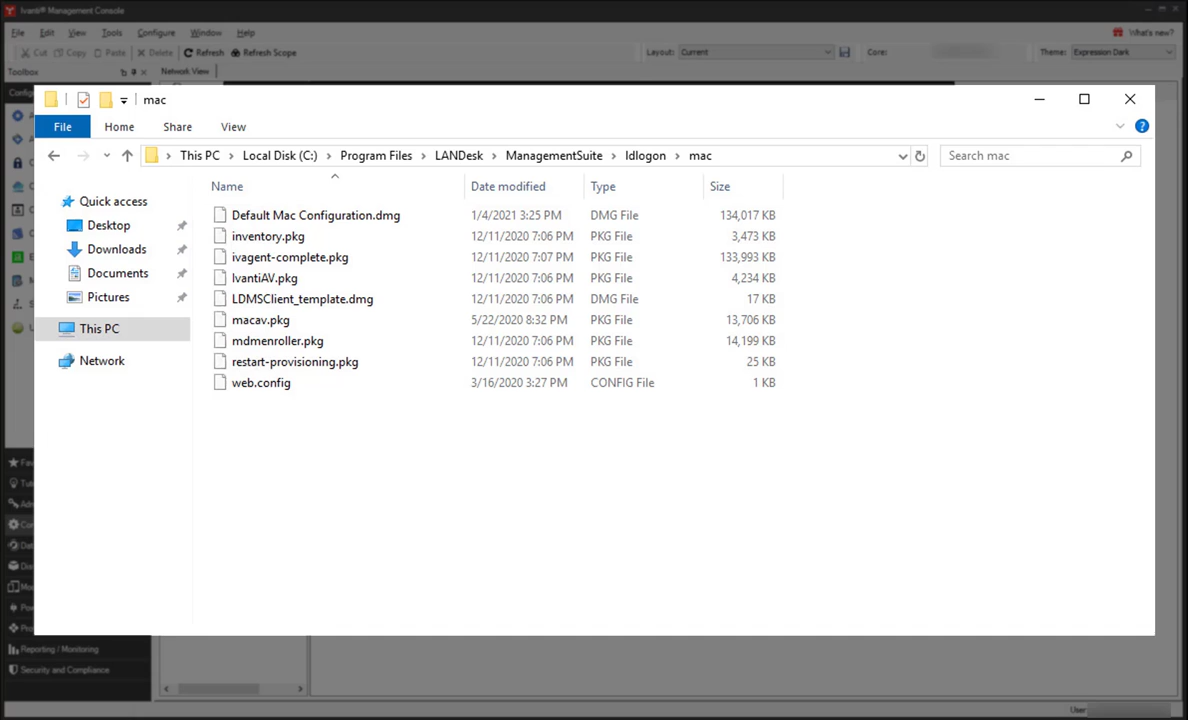 Ivanti® Management Console
File Edit View Tools Configure Window Help What's new?
Cut Copy Paste Delete Refresh Refresh Scope Layout: Current Core: Theme: Expression Dark
Toolbox Network View
mac
File Home Share View
This PC Local Disk (C:) Program Files LANDesk ManagementSuite ldlogon mac Search mac
Name Date modified Type Size
Quick access
Desktop
Downloads
Documents
Pictures
This PC
Network
Default Mac Configuration.dmg 1/4/2021 3:25 PM DMG File 134,017 KB
inventory.pkg 12/11/2020 7:06 PM PKG File 3,473 KB
ivagent-complete.pkg 12/11/2020 7:07 PM PKG File 133,993 KB
IvantiAV.pkg 12/11/2020 7:06 PM PKG File 4,234 KB
LDMSClient_template.dmg 12/11/2020 7:06 PM DMG File 17 KB
macav.pkg 5/22/2020 8:32 PM PKG File 13,706 KB
mdmenroller.pkg 12/11/2020 7:06 PM PKG File 14,199 KB
restart-provisioning.pkg 12/11/2020 7:06 PM PKG File 25 KB
web.config 3/16/2020 3:27 PM CONFIG File 1 KB
Reporting / Monitoring
Security and Compliance
User